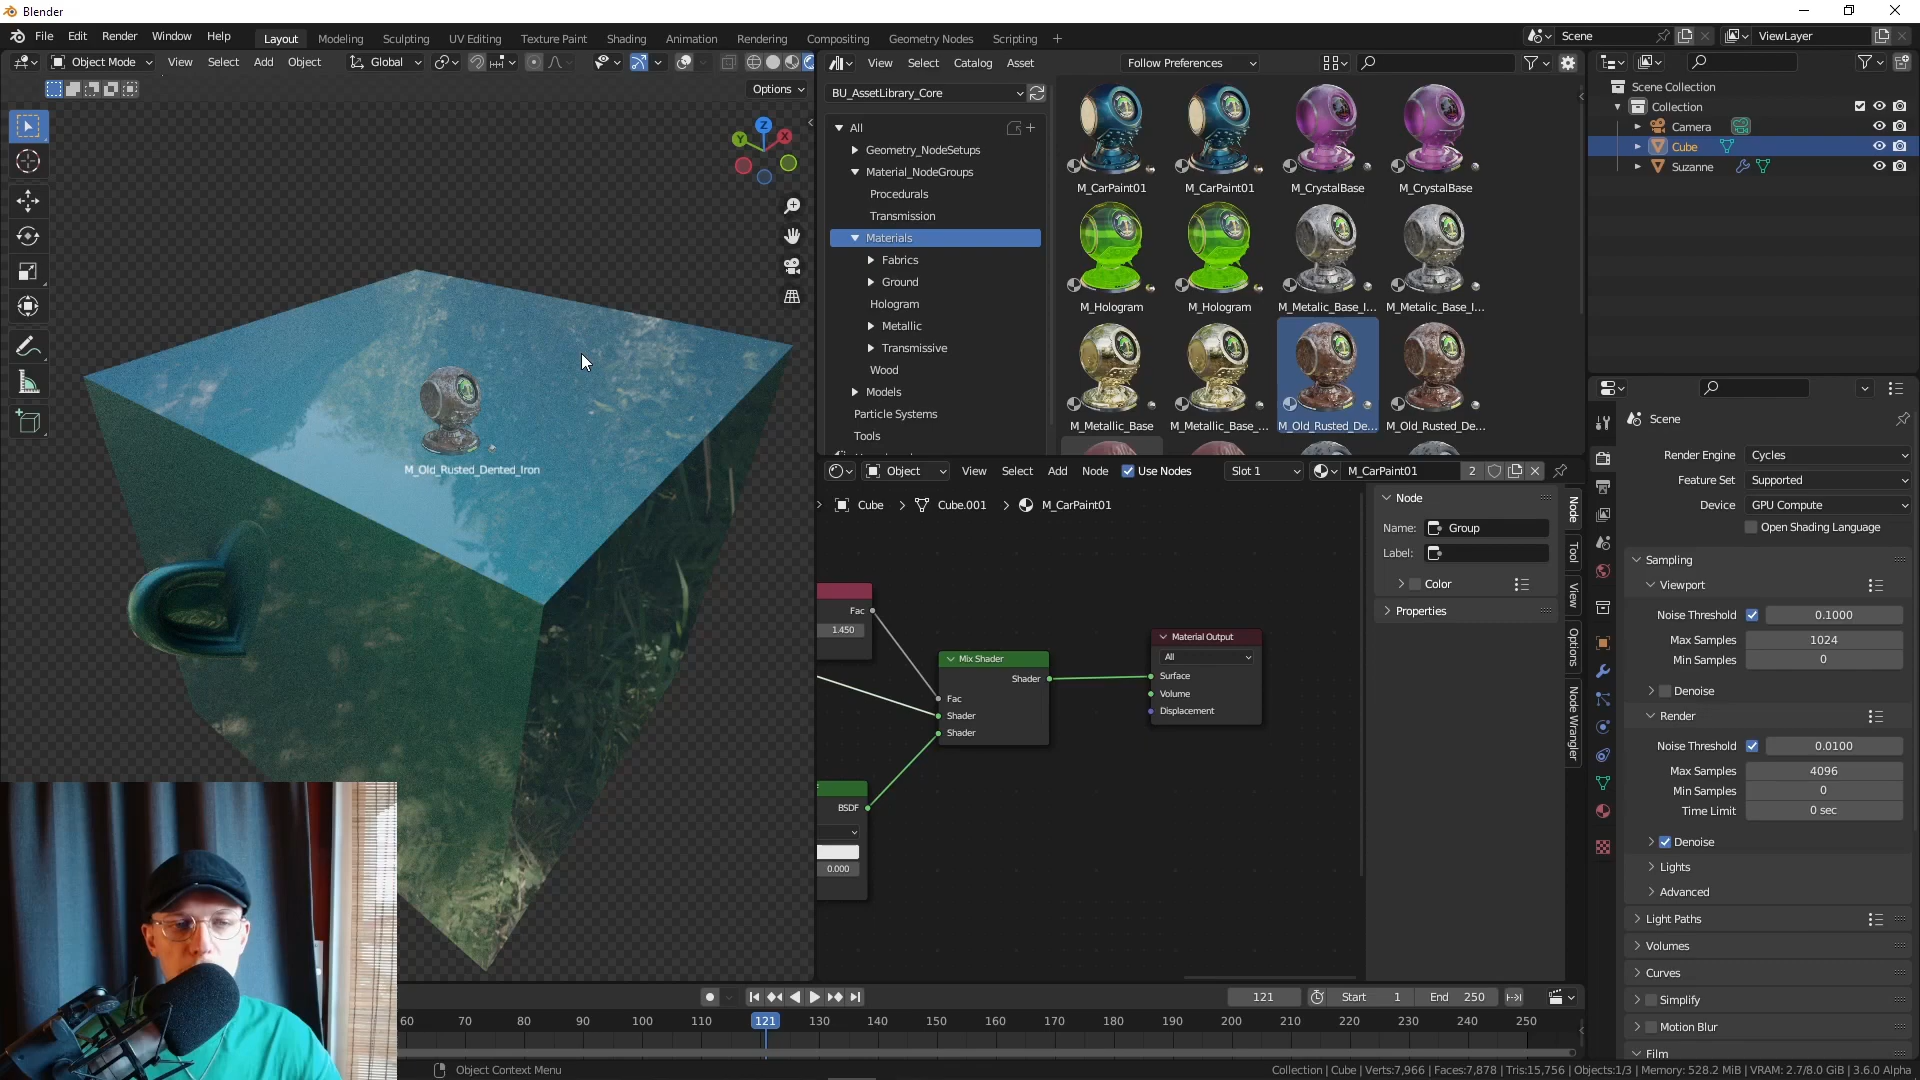 Blender
File Edit Render Window Help
Layout Modeling Sculpting UV Editing Texture Paint Shading Animation Rendering Compositing Geometry Nodes Scripting +
Scene
ViewLayer
Object Mode View Select Add Object Global
Options
Z
Y
X
M_Old_Rusted_Dented_Iron
View Select Catalog Asset Follow Preferences
BU_AssetLibrary_Core
All
Geometry_NodeSetups
Material_NodeGroups
Procedurals
Transmission
Materials
Fabrics
Ground
Hologram
Metallic
Transmissive
Wood
Models
Particle Systems
Tools
M_CarPaint01 M_CarPaint01 M_CrystalBase M_CrystalBase
M_Hologram M_Hologram M_Metalic_Base_I... M_Metalic_Base_I...
M_Metallic_Base M_Metallic_Base_... M_Old_Rusted_De... M_Old_Rusted_De...
Object View Select Add Node Use Nodes Slot 1 M_CarPaint01 2
Cube > Cube.001 > M_CarPaint01
Fac
1.450
BSDF
0.000
Mix Shader
Shader
Fac
Shader
Shader
Material Output
All
Surface
Volume
Displacement
Node
Name: Group
Label:
Color
Properties
Node
Tool
View
Options
Node Wrangler
Scene Collection
Collection
Camera
Cube
Suzanne
Scene
Render Engine Cycles
Feature Set Supported
Device GPU Compute
Open Shading Language
Sampling
Viewport
Noise Threshold 0.1000
Max Samples 1024
Min Samples 0
Denoise
Render
Noise Threshold 0.0100
Max Samples 4096
Min Samples 0
Time Limit 0 sec
Denoise
Lights
Advanced
Light Paths
Volumes
Curves
Simplify
Motion Blur
Film
121 Start 1 End 250
60 70 80 90 100 110 121 130 140 150 160 170 180 190 200 210 220 230 240 250
Object Context Menu
Collection | Cube | Verts:7,966 | Faces:7,878 | Tris:15,756 | Objects:1/3 | Memory: 528.2 MiB | VRAM: 2.7/8.0 GiB | 3.6.0 Alpha